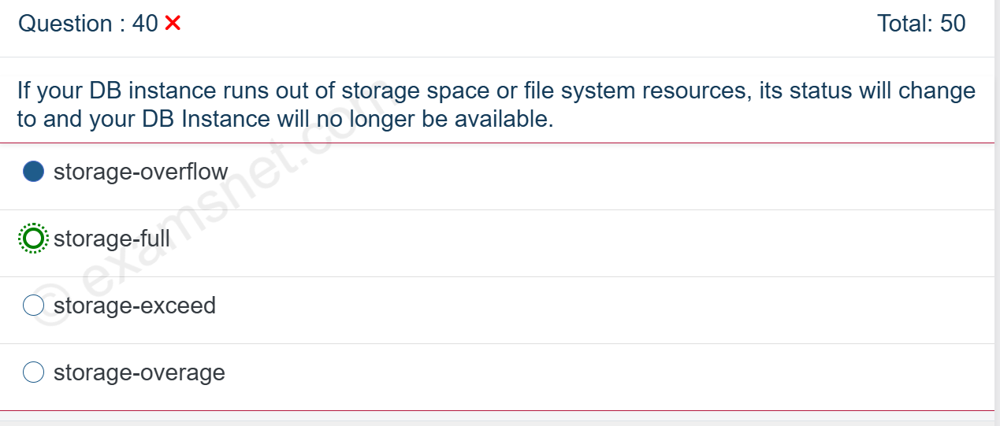 Question : 40
Total: 50
If your DB instance runs out of storage space or file system resources, its status will change
to and your DB Instance will no longer be available.
storage-overflow
storage-full
storage-exceed
storage-overage
© examsnet.com